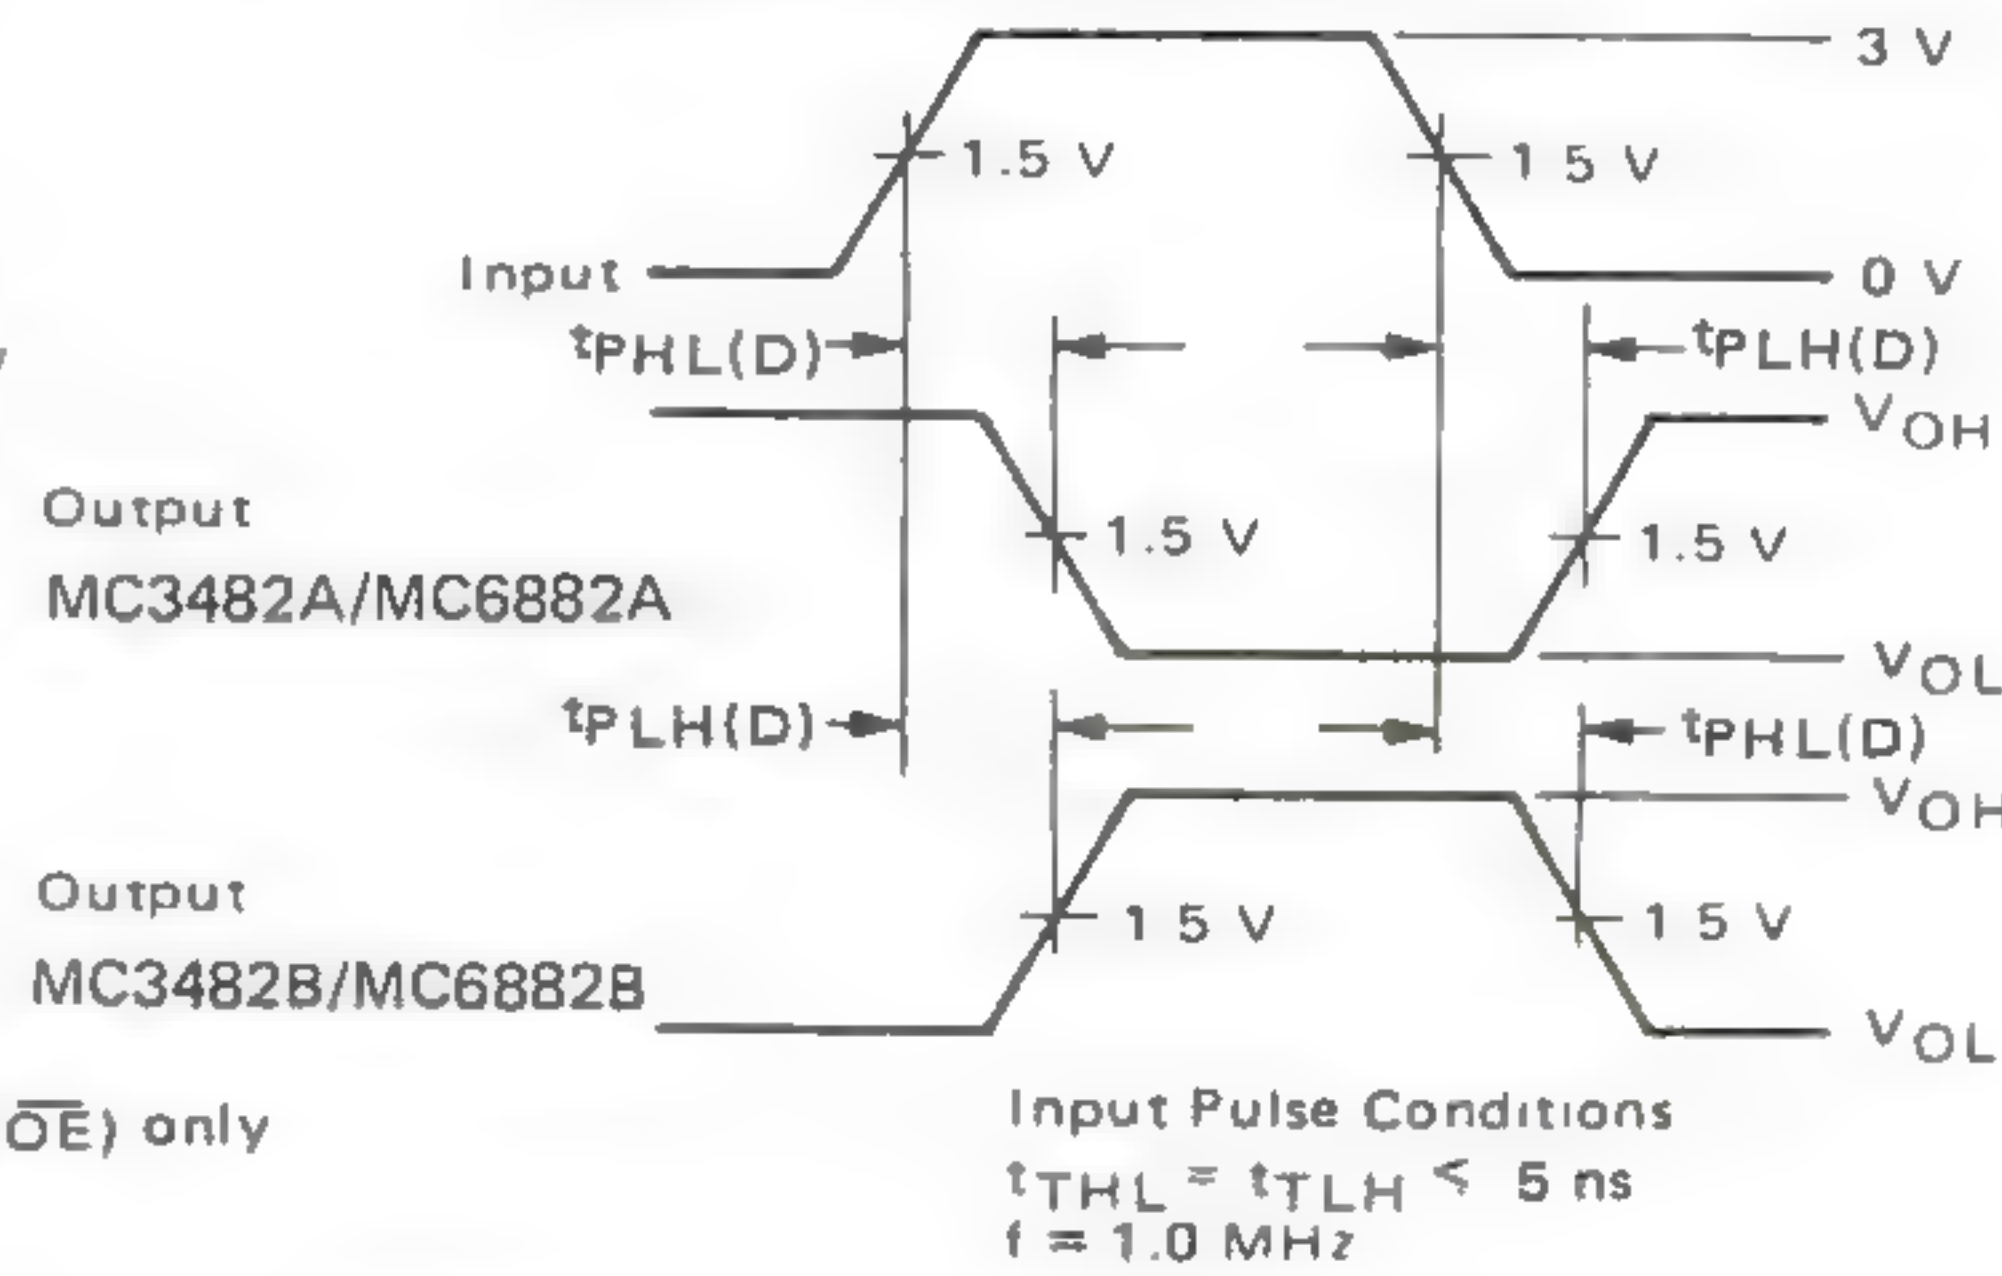 3 V
1.5 V
1 5 V
Input
0 V
tPHL(D)
tPLH(D)
VOH
Output
1.5 V
1.5 V
MC3482A/MC6882A
VOL
tPLH(D)
tPHL(D)
VOH
Output
1 5 V
1 5 V
MC3482B/MC6882B
VOL
O̅E̅) only
Input Pulse Conditions
tTHL = tTLH < 5 ns
f = 1.0 MHz